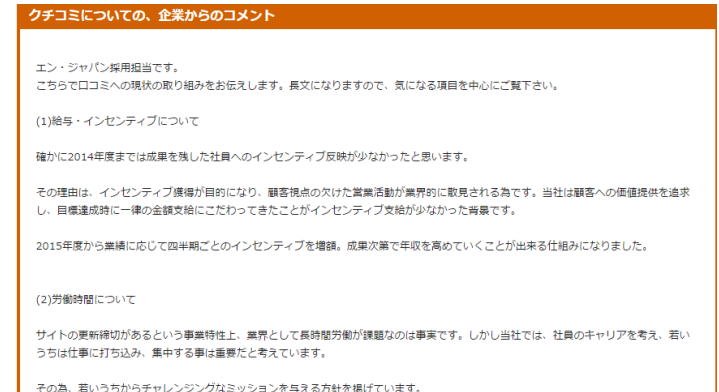 クチコミについての、企業からのコメント
エン・ジャパン採用担当です。
こちらで口コミへの現状の取り組みをお伝えします。長文になりますので、気になる項目を中心にご覧下さい。
(1)給与・インセンティブについて
確かに2014年度までは成果を残した社員へのインセンティブ反映が少なかったと思います。
その理由は、インセンティブ獲得が目的になり、顧客視点の欠けた営業活動が業界的に散見される為です。当社は顧客への価値提供を追求
し、目標達成時に一律の金額支給にこだわってきたことがインセンティブ支給が少なかった背景です。
2015年度から業績に応じて四半期ごとのインセンティブを増額。成果次第で年収を高めていくことが出来る仕組みになりました。
(2)労働時間について
サイトの更新締切があるという事業特性上、業界として長時間労働が課題なのは事実です。しかし当社では、社員のキャリアを考え、若い
うちは仕事に打ち込み、集中する事は重要だと考えています。
その為、若いうちからチャレンジングなミッションを与える方針を掲げています。